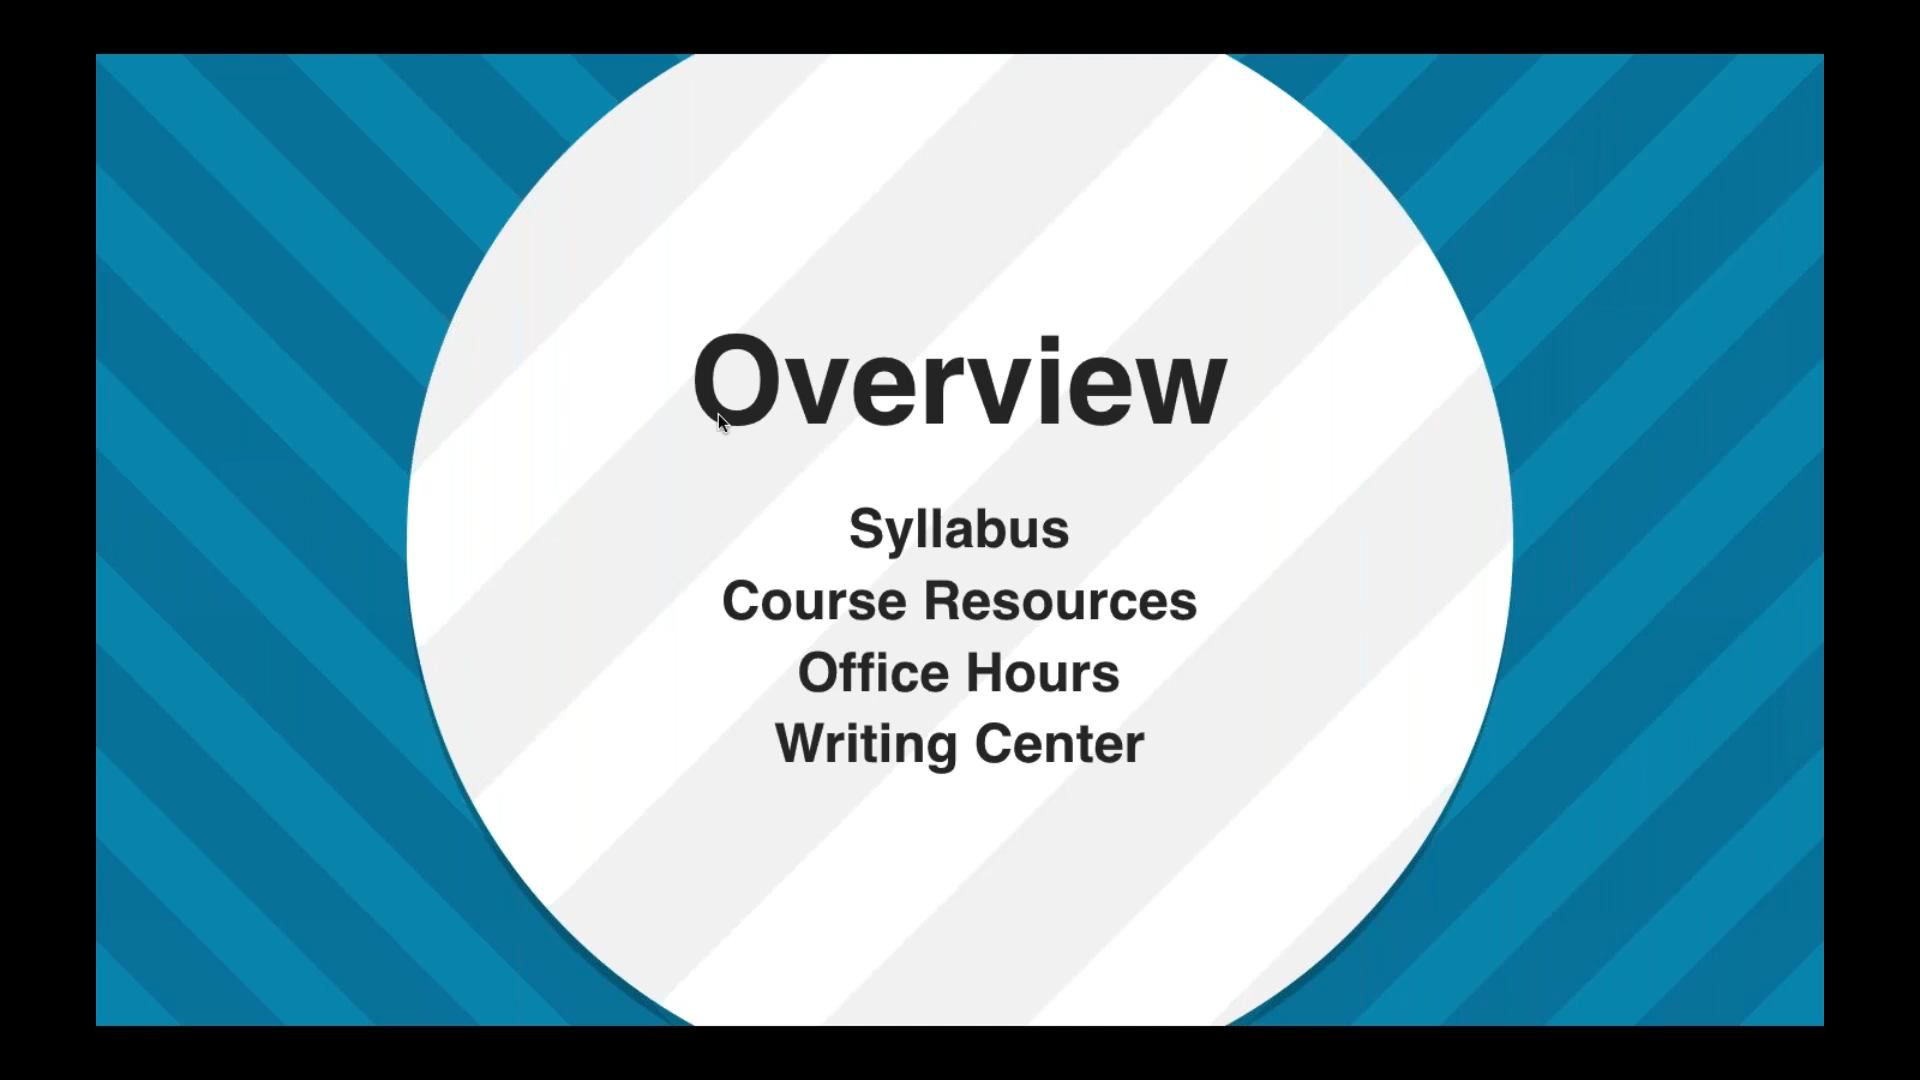 Overview
Syllabus
Course Resources
Office Hours
Writing Center